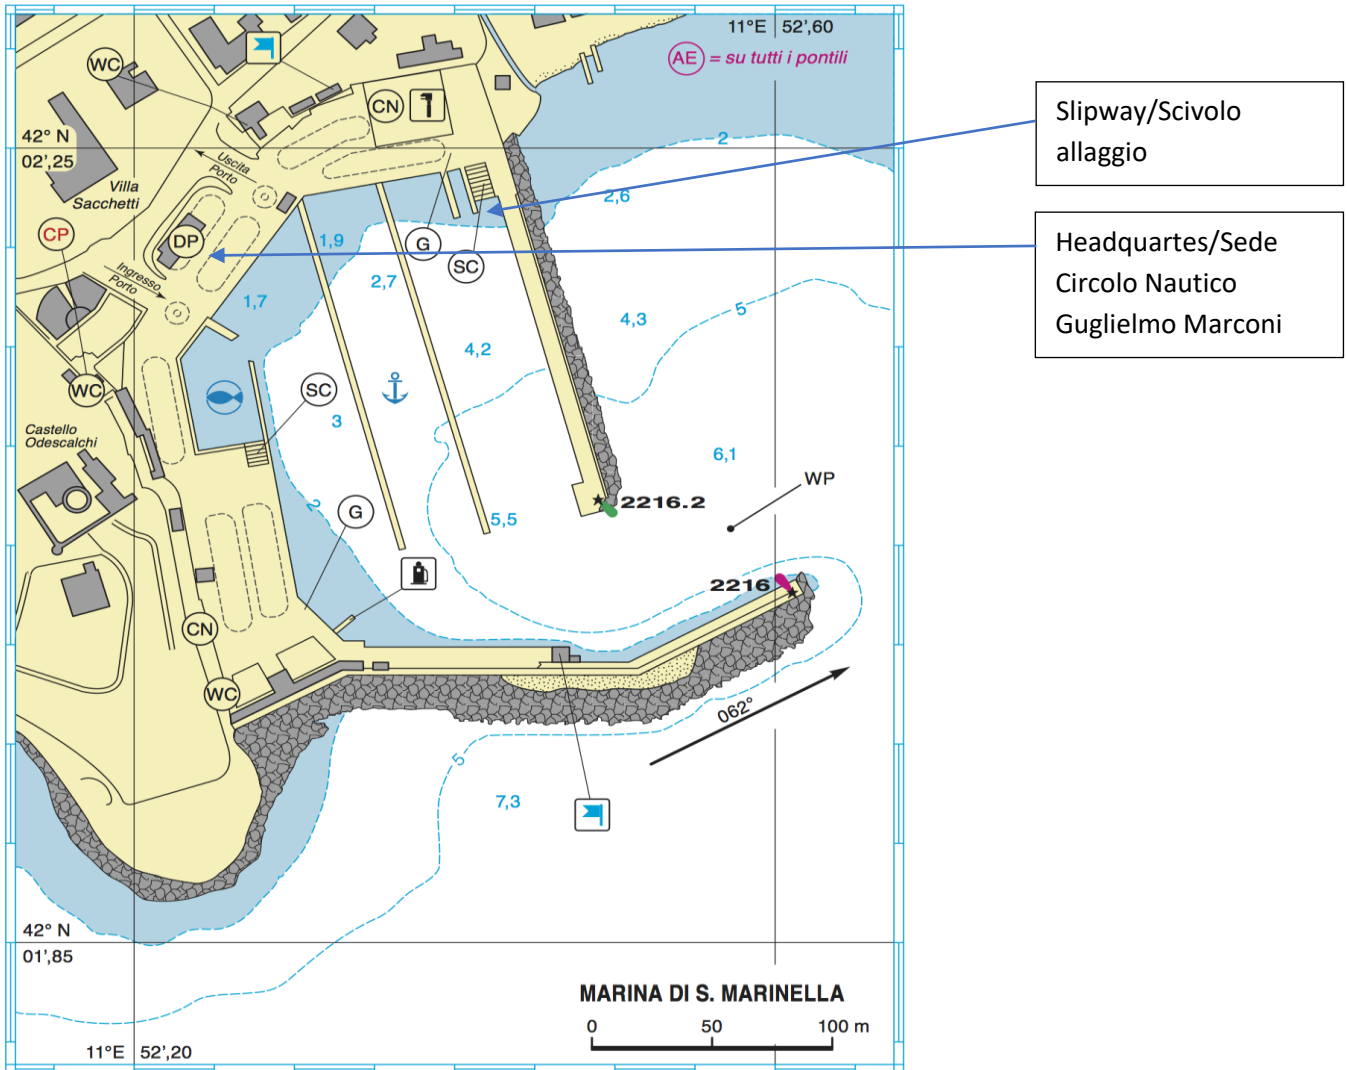 11°E 52',60
AE = su tutti i pontili
WC
CN
42° N
02',25
2
Uscita
Porto
Villa
Sacchetti
2,6
CP
DP
1,9
G
SC
Ingresso
Porto
2,7
1,7
4,3
5
4,2
WC
SC
3
Castello
Odescalchi
6,1
WP
2
G
5,5
2216.2
2216
CN
WC
062°
5
7,3
42° N
01',85
MARINA DI S. MARINELLA
0 50 100 m
11°E 52',20
Slipway/Scivolo
allaggio
Headquartes/Sede
Circolo Nautico
Guglielmo Marconi